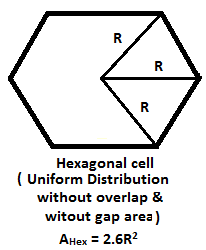 R
R
R
Hexagonal cell
( Uniform Distribution
without overlap &
witout gap area)
AHex = 2.6R²